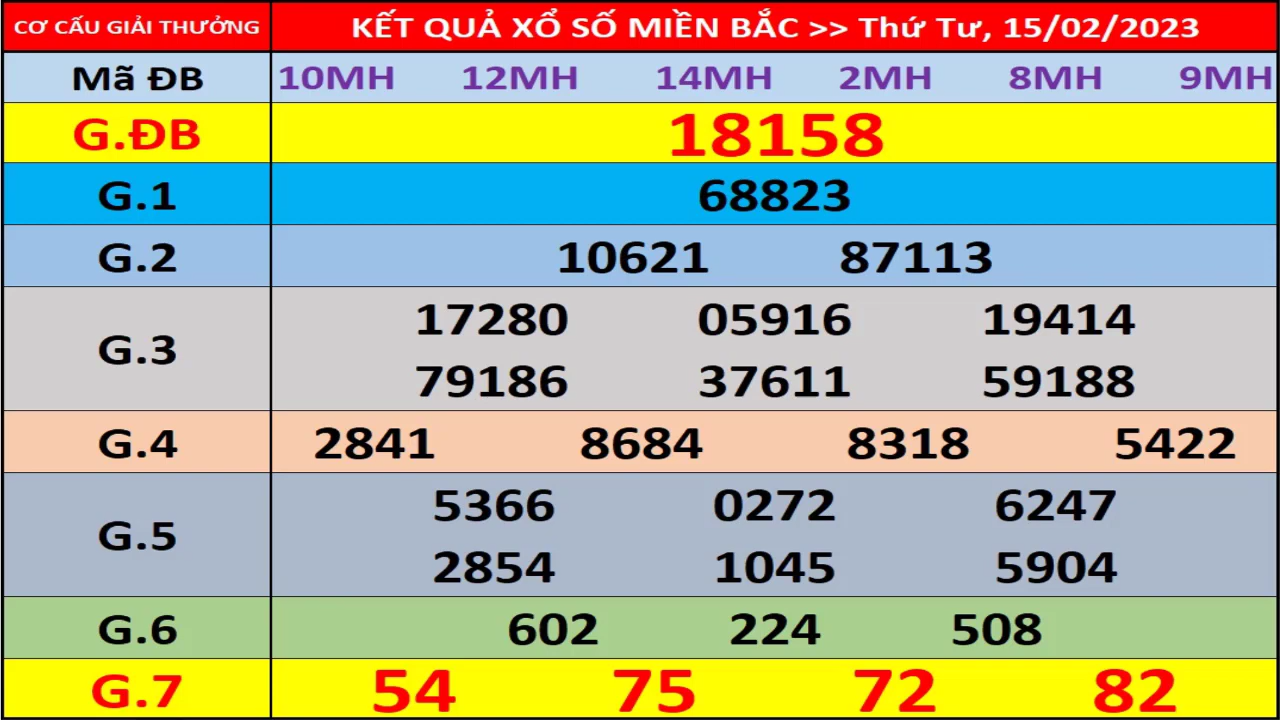 CƠ CẤU GIẢI THƯỞNG KẾT QUẢ XỔ SỐ MIỀN BẮC >> Thứ Tư, 15/02/2023
Mã ĐB 10MH 12MH 14MH 2MH 8MH 9MH
G.ĐB 18158
G.1 68823
G.2 10621 87113
G.3
17280 05916 19414
79186 37611 59188
G.4 2841 8684 8318 5422
G.5
5366 0272 6247
2854 1045 5904
G.6 602 224 508
G.7 54 75 72 82